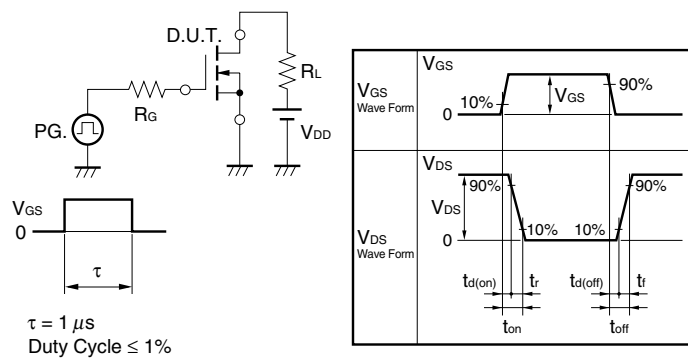 D.U.T.
RL
RG
PG.
VDD
VGS
0
τ
τ = 1 μs
Duty Cycle ≤ 1%
VGS
Wave Form
VGS
10%
VGS
90%
0
VDS
Wave Form
VDS
90%
VDS
10%
0
10%
90%
td(on)
tr
td(off)
tf
ton
toff